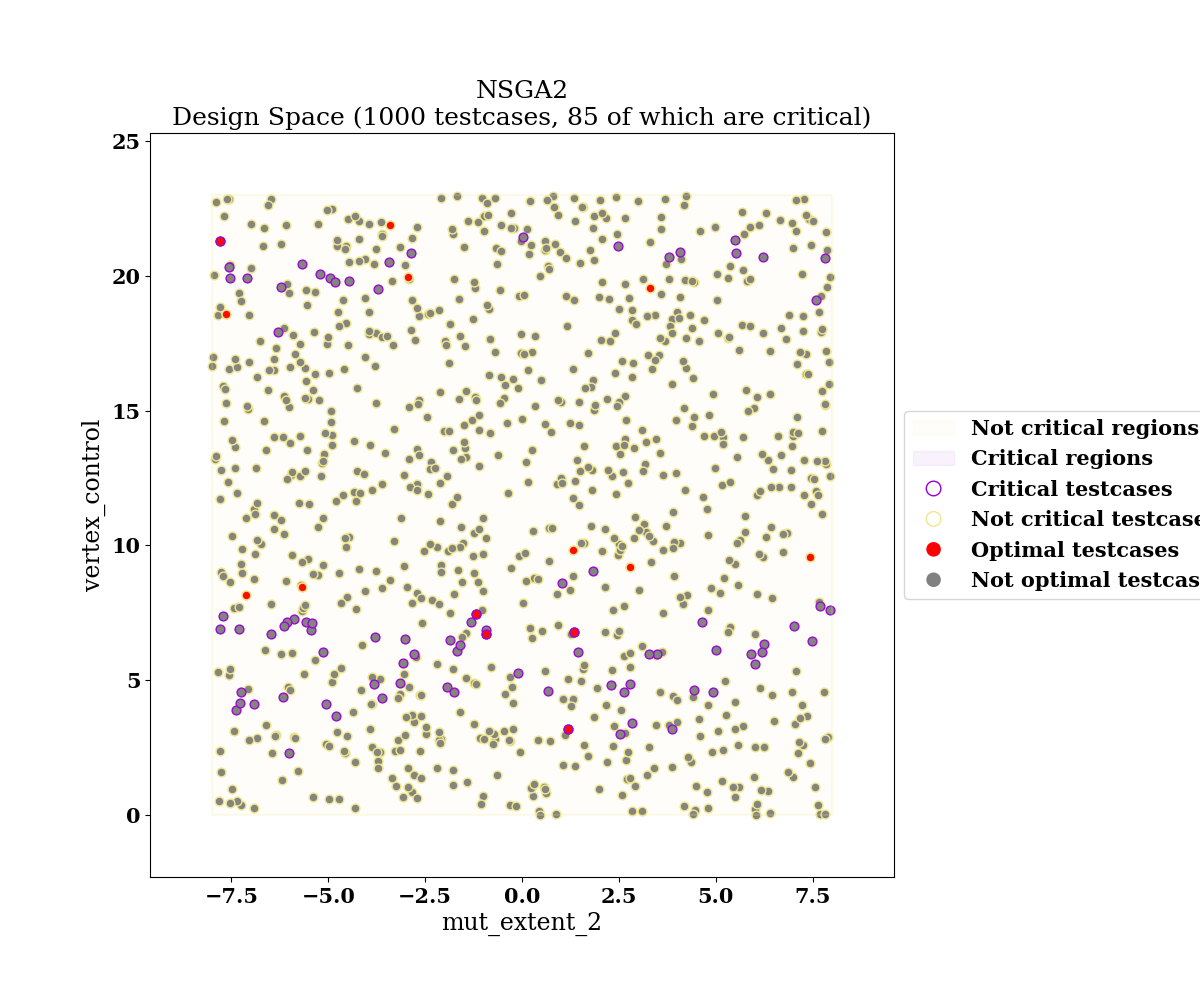 NSGA2
Design Space (1000 testcases, 85 of which are critical)
25
20
15
10
5
0
vertex_control
−7.5
−5.0
−2.5
0.0
2.5
5.0
7.5
mut_extent_2
Not critical regions
Critical regions
Critical testcases
Not critical testcase
Optimal testcases
Not optimal testcas